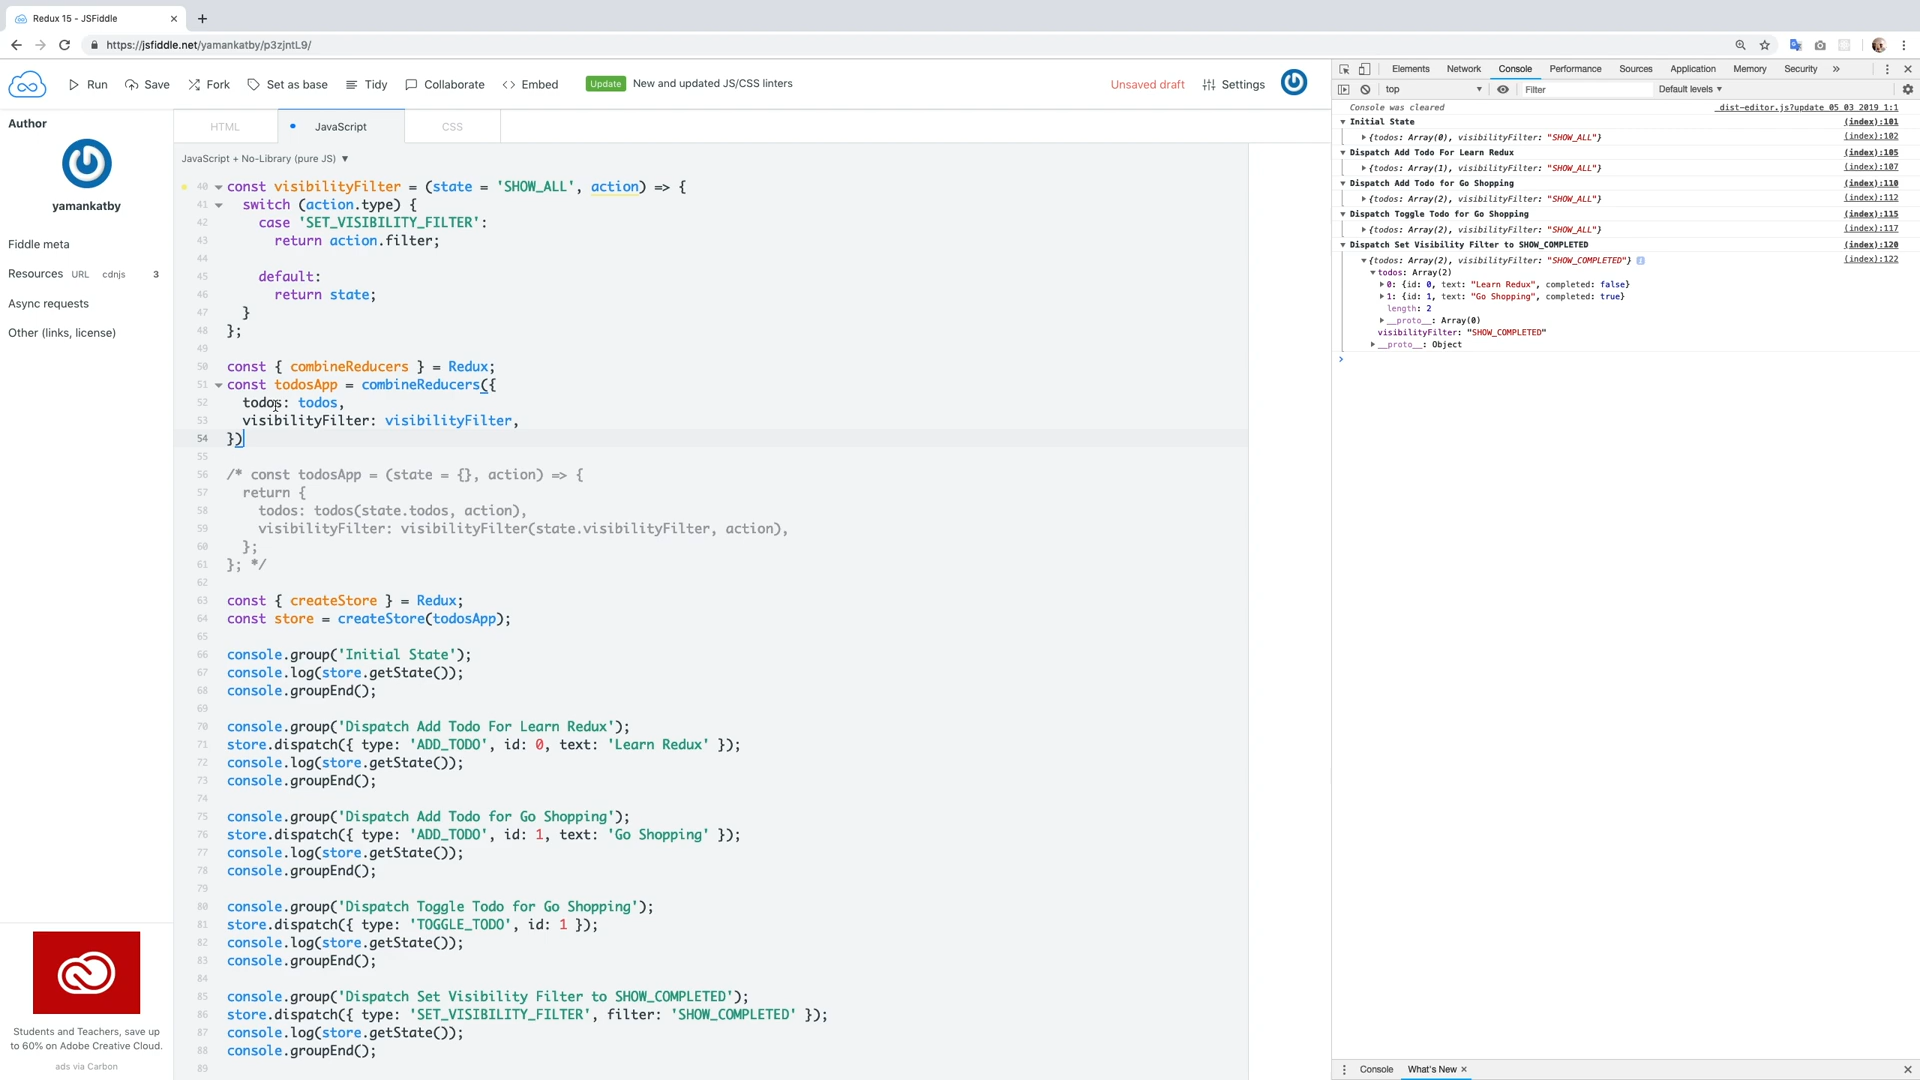 Redux 15 - JSFiddle
https://jsfiddle.net/yamankatby/p3zjntL9/
Run
Save
Fork
Set as base
Tidy
Collaborate
Embed
Update
New and updated JS/CSS linters
Unsaved draft
Settings
Author
yamankatby
Fiddle meta
Resources URL cdnjs 3
Async requests
Other (links, license)
Students and Teachers, save up
to 60% on Adobe Creative Cloud.
ads via Carbon
HTML
JavaScript
CSS
JavaScript + No-Library (pure JS) ▼
40 const visibilityFilter = (state = 'SHOW_ALL', action) => {
41 switch (action.type) {
42 case 'SET_VISIBILITY_FILTER':
43 return action.filter;
44
45 default:
46 return state;
47 }
48 };
49
50 const { combineReducers } = Redux;
51 const todosApp = combineReducers({
52 todos: todos,
53 visibilityFilter: visibilityFilter,
54 })
55
56 /* const todosApp = (state = {}, action) => {
57 return {
58 todos: todos(state.todos, action),
59 visibilityFilter: visibilityFilter(state.visibilityFilter, action),
60 };
61 }; */
62
63 const { createStore } = Redux;
64 const store = createStore(todosApp);
65
66 console.group('Initial State');
67 console.log(store.getState());
68 console.groupEnd();
69
70 console.group('Dispatch Add Todo For Learn Redux');
71 store.dispatch({ type: 'ADD_TODO', id: 0, text: 'Learn Redux' });
72 console.log(store.getState());
73 console.groupEnd();
74
75 console.group('Dispatch Add Todo for Go Shopping');
76 store.dispatch({ type: 'ADD_TODO', id: 1, text: 'Go Shopping' });
77 console.log(store.getState());
78 console.groupEnd();
79
80 console.group('Dispatch Toggle Todo for Go Shopping');
81 store.dispatch({ type: 'TOGGLE_TODO', id: 1 });
82 console.log(store.getState());
83 console.groupEnd();
84
85 console.group('Dispatch Set Visibility Filter to SHOW_COMPLETED');
86 store.dispatch({ type: 'SET_VISIBILITY_FILTER', filter: 'SHOW_COMPLETED' });
87 console.log(store.getState());
88 console.groupEnd();
89
Elements Network Console Performance Sources Application Memory Security »
top ▼ Filter Default levels ▼
Console was cleared _dist-editor.js?update_05_03_2019_1:1
Initial State (index):101
{todos: Array(0), visibilityFilter: "SHOW_ALL"} (index):102
Dispatch Add Todo For Learn Redux (index):105
{todos: Array(1), visibilityFilter: "SHOW_ALL"} (index):107
Dispatch Add Todo for Go Shopping (index):110
{todos: Array(2), visibilityFilter: "SHOW_ALL"} (index):112
Dispatch Toggle Todo for Go Shopping (index):115
{todos: Array(2), visibilityFilter: "SHOW_ALL"} (index):117
Dispatch Set Visibility Filter to SHOW_COMPLETED (index):120
{todos: Array(2), visibilityFilter: "SHOW_COMPLETED"} (index):122
todos: Array(2)
0: {id: 0, text: "Learn Redux", completed: false}
1: {id: 1, text: "Go Shopping", completed: true}
length: 2
__proto__: Array(0)
visibilityFilter: "SHOW_COMPLETED"
__proto__: Object
Console
What's New